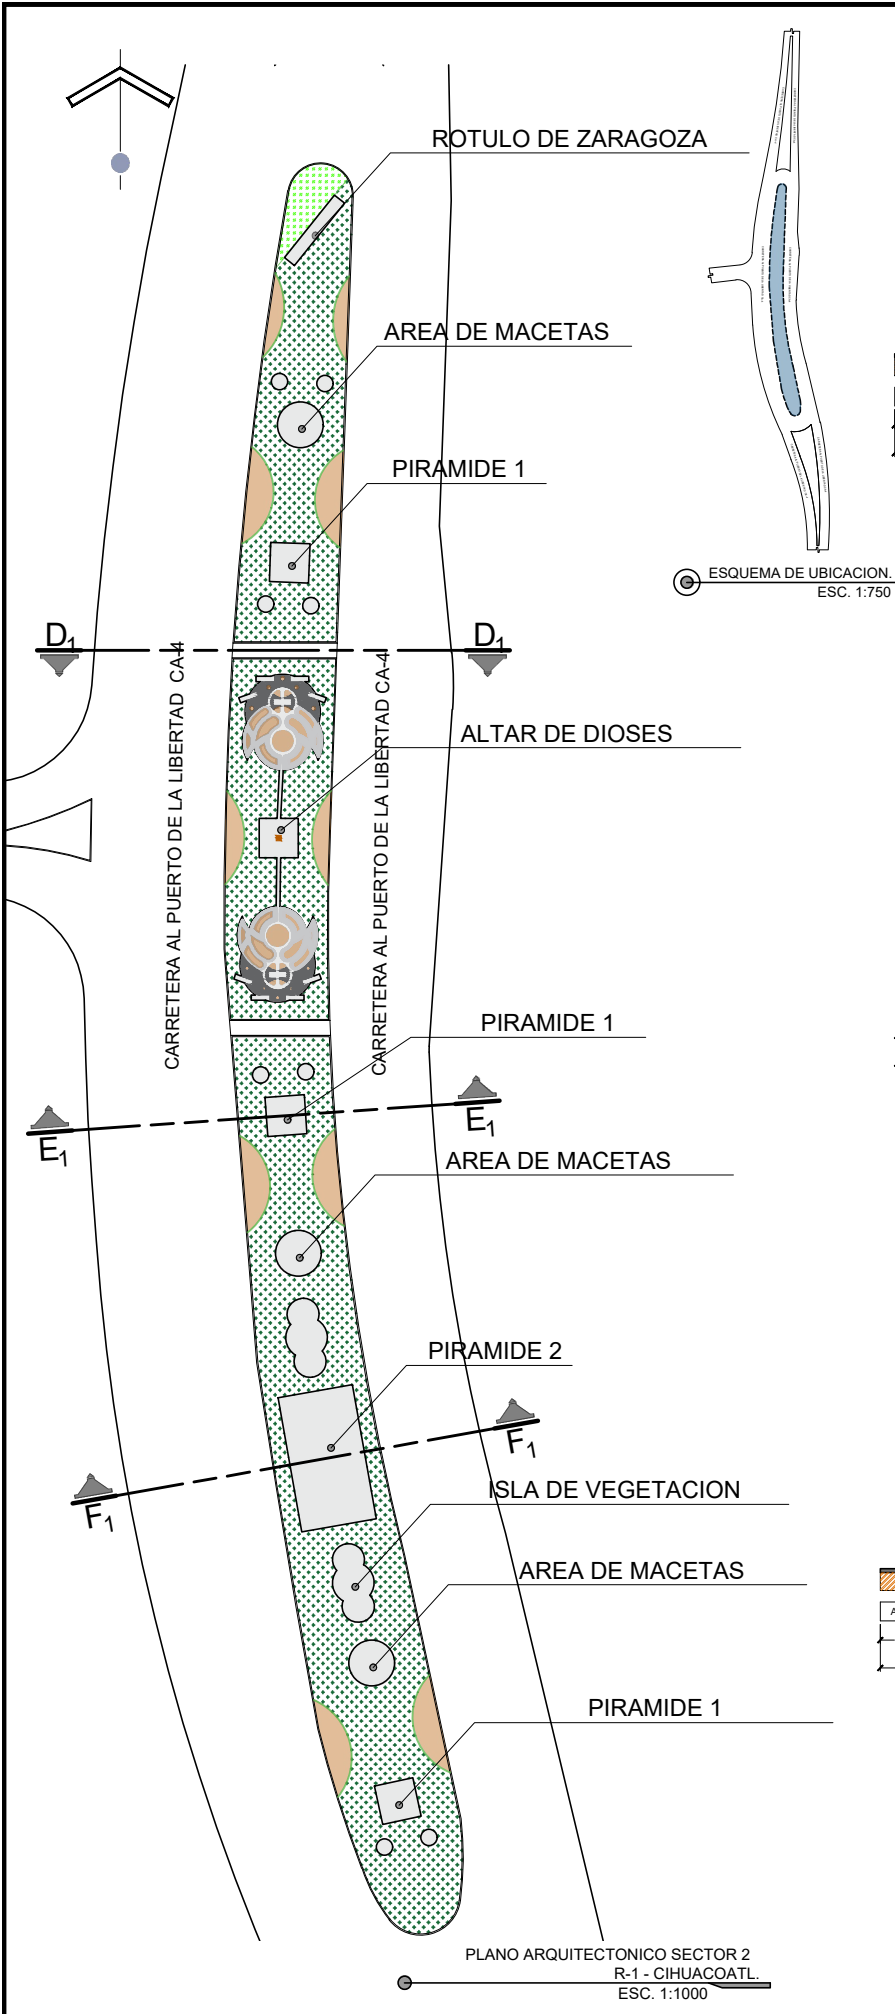 ROTULO DE ZARAGOZA
AREA DE MACETAS
PIRAMIDE 1
ESQUEMA DE UBICACION.
ESC. 1:750
D1
D1
CARRETERA AL PUERTO DE LA LIBERTAD CA-4
CARRETERA AL PUERTO DE LA LIBERTAD CA-4
ALTAR DE DIOSES
PIRAMIDE 1
E1
E1
AREA DE MACETAS
PIRAMIDE 2
F1
F1
ISLA DE VEGETACION
AREA DE MACETAS
A
PIRAMIDE 1
PLANO ARQUITECTONICO SECTOR 2
R-1 - CIHUACOATL.
ESC. 1:1000